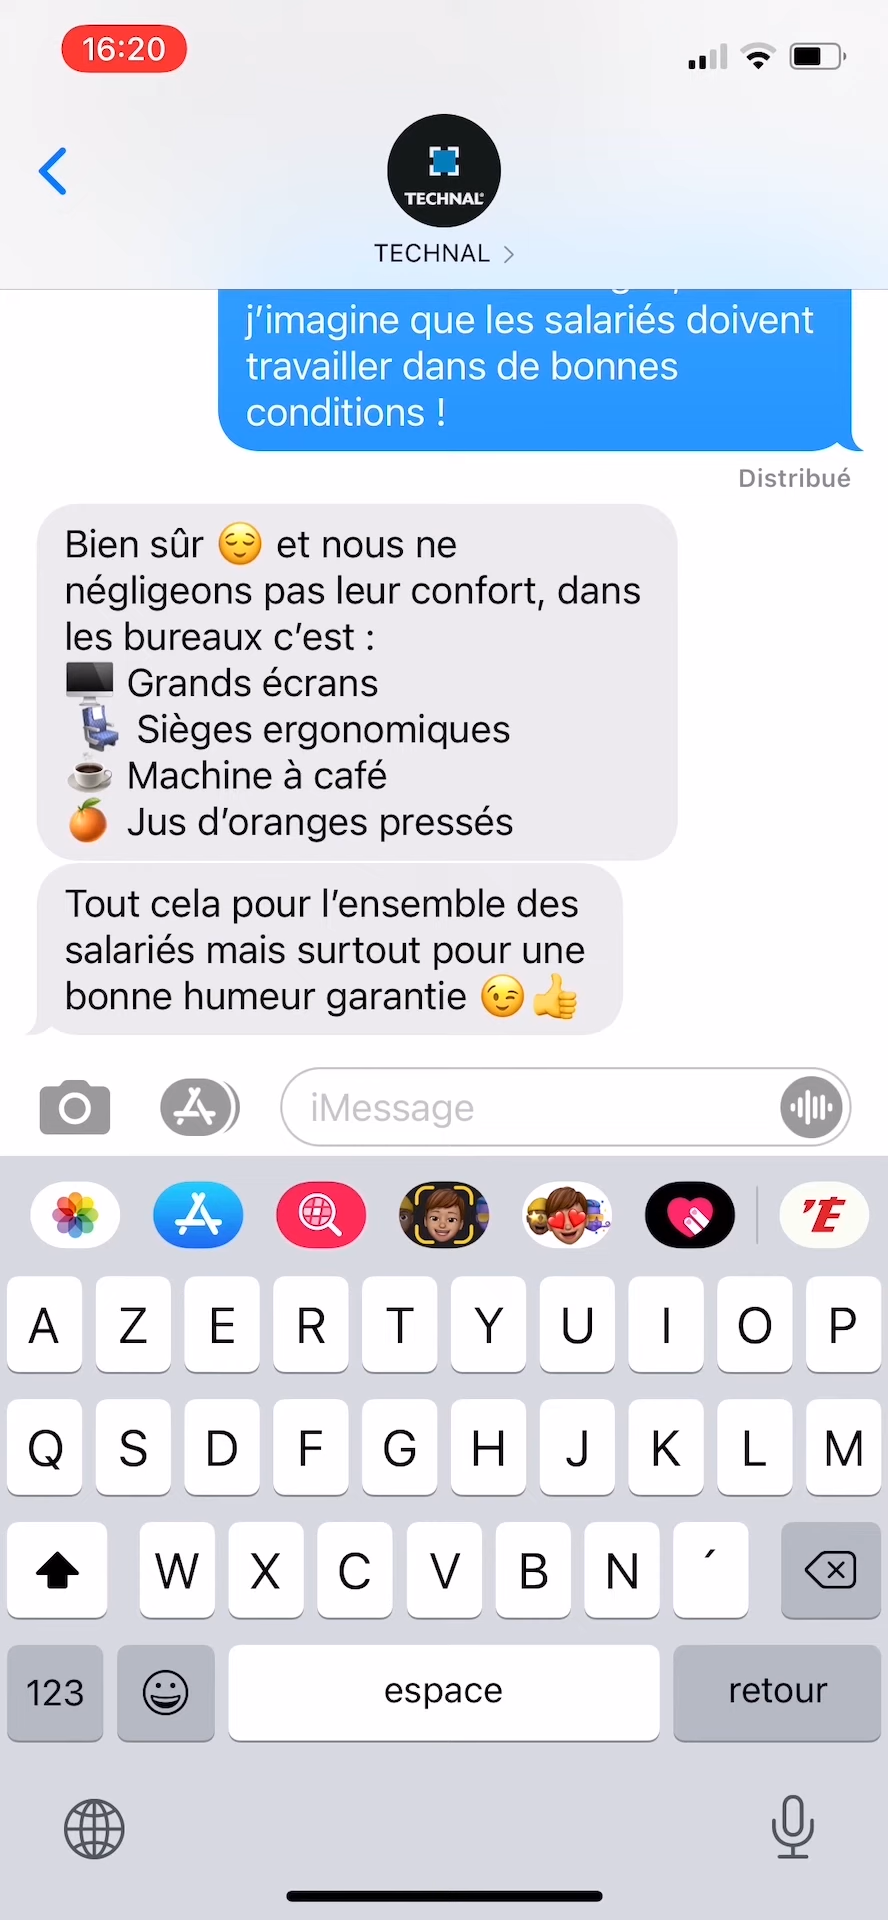 16:20
TECHNAL
TECHNAL
j’imagine que les salariés doivent
travailler dans de bonnes
conditions !
Distribué
Bien sûr 😌 et nous ne
négligeons pas leur confort, dans
les bureaux c’est :
🖥 Grands écrans
💺 Sièges ergonomiques
☕ Machine à café
🍊 Jus d’oranges pressés
Tout cela pour l’ensemble des
salariés mais surtout pour une
bonne humeur garantie 😉👍
iMessage
’E
A Z E R T Y U I O P
Q S D F G H J K L M
W X C V B N ´
123 espace retour